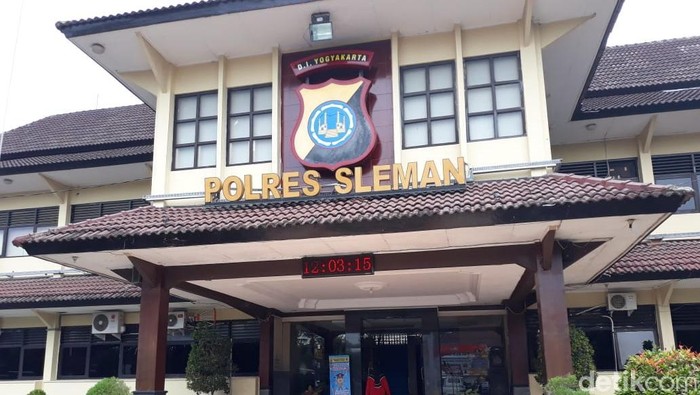 D.I. YOGYAKARTA
POLRES SLEMAN
12:03:15
detikcom